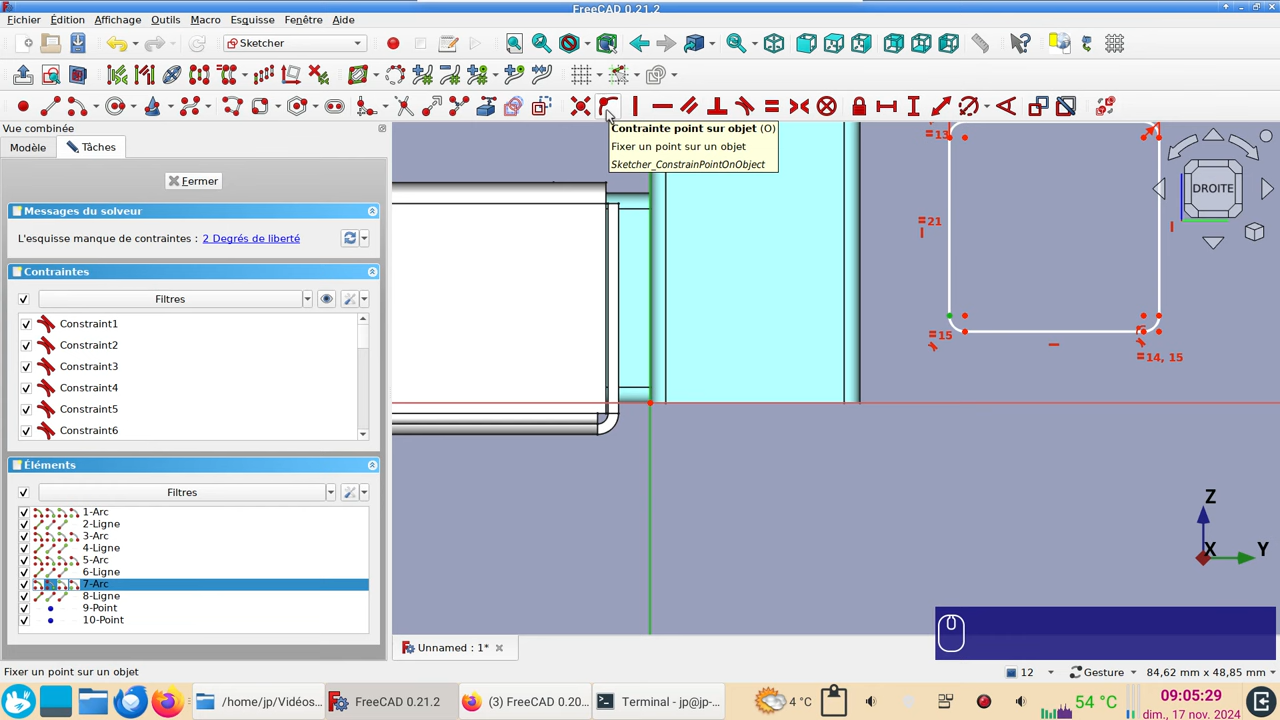 FreeCAD 0.21.2
Fichier Édition Affichage Outils Macro Esquisse Fenêtre Aide
Sketcher
Contrainte point sur objet (O)
Fixer un point sur un objet
Sketcher_ConstrainPointOnObject
Vue combinée
Modèle Tâches
Fermer
Messages du solveur
L'esquisse manque de contraintes : 2 Degrés de liberté
Contraintes
Filtres
Constraint1
Constraint2
Constraint3
Constraint4
Constraint5
Constraint6
Éléments
Filtres
1-Arc
2-Ligne
3-Arc
4-Ligne
5-Arc
6-Ligne
7-Arc
8-Ligne
9-Point
10-Point
=13
21
=15
=14, 15
DROITE
Z
X
Y
Unnamed : 1*
Fixer un point sur un objet
12 Gesture 84,62 mm x 48,85 mm
/home/jp/Vidéos... FreeCAD 0.21.2 (3) FreeCAD 0.20... Terminal - jp@jp-... 4 °C 54 °C 09:05:29
dim., 17 nov. 2024